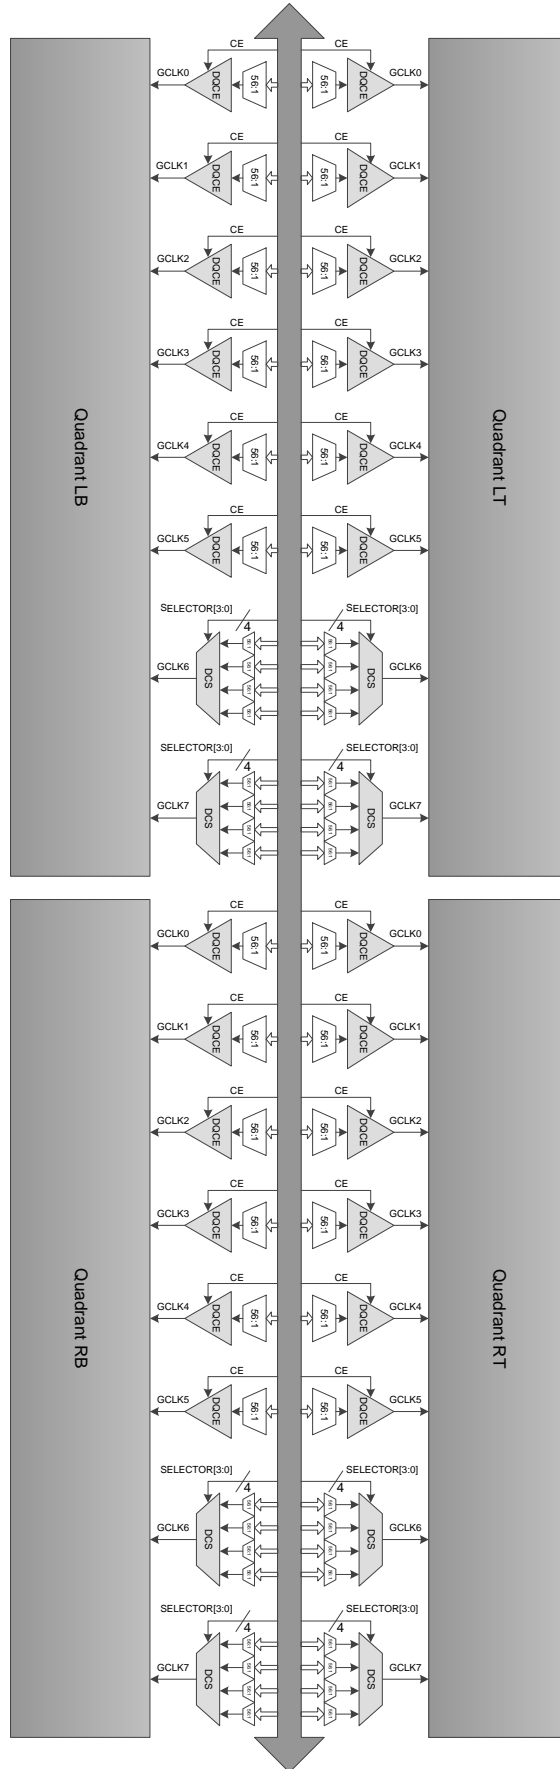 CE CE
GCLK0 DQCE 56:1 56:1 DQCE GCLK0
CE CE
GCLK1 DQCE 56:1 56:1 DQCE GCLK1
CE CE
GCLK2 DQCE 56:1 56:1 DQCE GCLK2
CE CE
GCLK3 DQCE 56:1 56:1 DQCE GCLK3
Quadrant LB
Quadrant LT
CE CE
GCLK4 DQCE 56:1 56:1 DQCE GCLK4
CE CE
GCLK5 DQCE 56:1 56:1 DQCE GCLK5
SELECTOR[3:0] SELECTOR[3:0]
4 4
GCLK6 DCS DCS GCLK6
SELECTOR[3:0] SELECTOR[3:0]
4 4
GCLK7 DCS DCS GCLK7
CE CE
GCLK0 DQCE 56:1 56:1 DQCE GCLK0
CE CE
GCLK1 DQCE 56:1 56:1 DQCE GCLK1
CE CE
GCLK2 DQCE 56:1 56:1 DQCE GCLK2
CE CE
GCLK3 DQCE 56:1 56:1 DQCE GCLK3
Quadrant RB
Quadrant RT
CE CE
GCLK4 DQCE 56:1 56:1 DQCE GCLK4
CE CE
GCLK5 DQCE 56:1 56:1 DQCE GCLK5
SELECTOR[3:0] SELECTOR[3:0]
4 4
GCLK6 DCS DCS GCLK6
SELECTOR[3:0] SELECTOR[3:0]
4 4
GCLK7 DCS DCS GCLK7